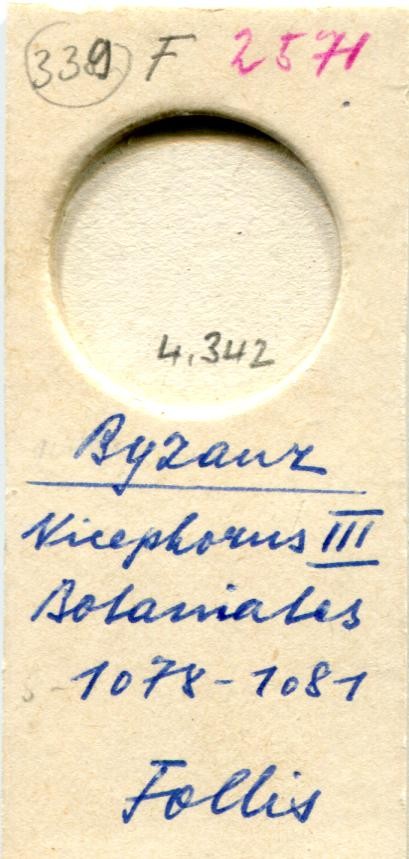 339 F 2571
4.342
Byzanz
Nicephorus III
Botaniates
1078-1081
Follis